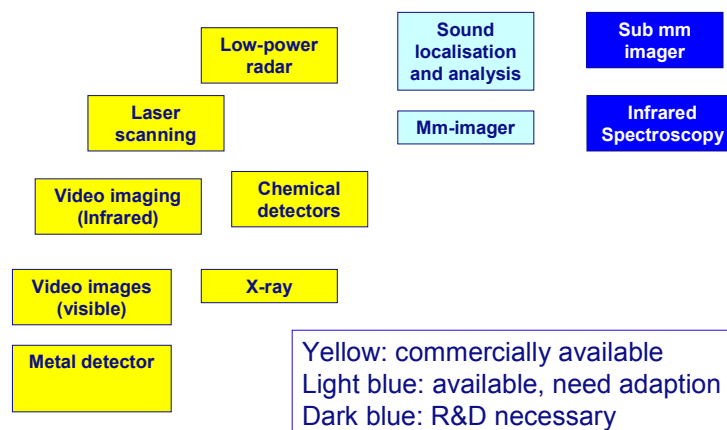 Low-power
radar
Sound
localisation
and analysis
Sub mm
imager
Laser
scanning
Mm-imager
Infrared
Spectroscopy
Video imaging
(Infrared)
Chemical
detectors
Video images
(visible)
X-ray
Metal detector
Yellow: commercially available
Light blue: available, need adaption
Dark blue: R&D necessary